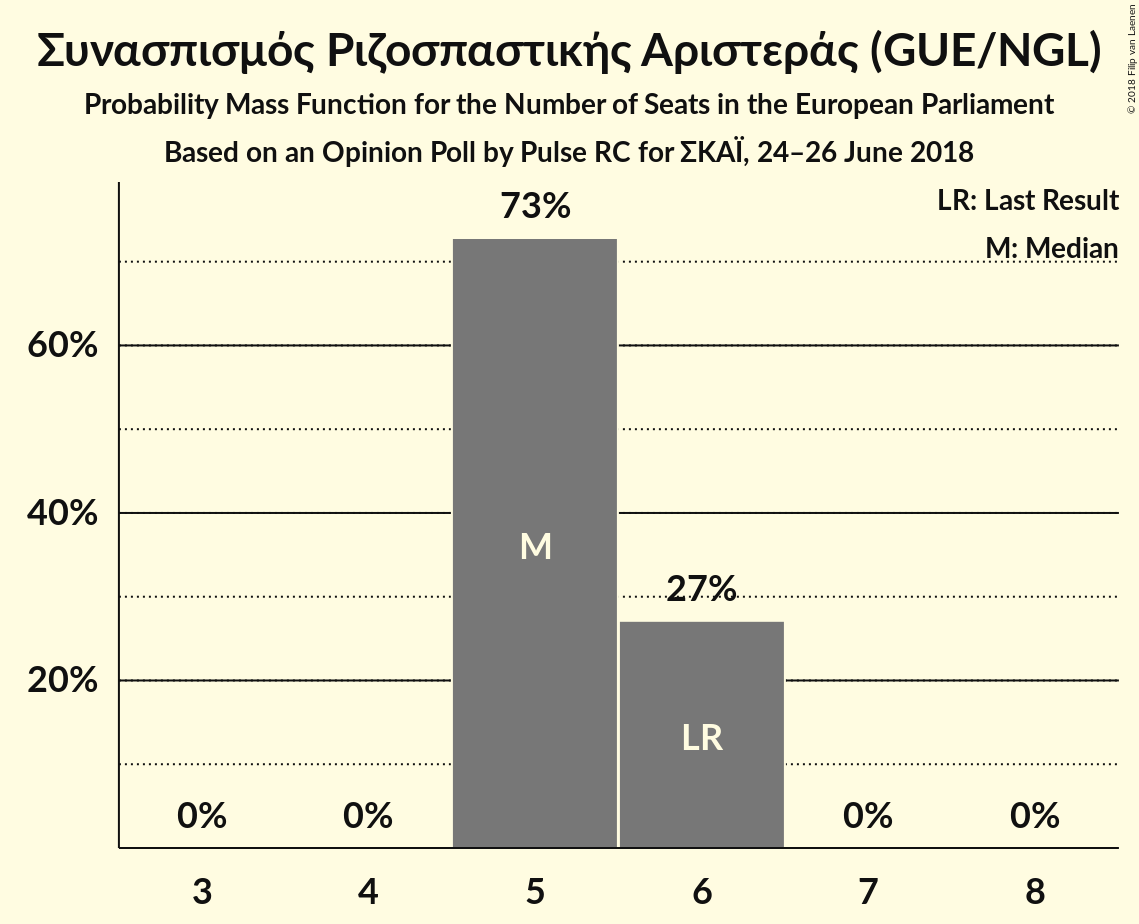 Συνασπισμός Ριζοσπαστικής Αριστεράς (GUE/NGL)
Probability Mass Function for the Number of Seats in the European Parliament
Based on an Opinion Poll by Pulse RC for ΣΚΑΪ, 24–26 June 2018
© 2018 Filip van Laenen
LR: Last Result
M: Median
73%
60%
40%
M
27%
20%
LR
0% 0% 0% 0%
3 4 5 6 7 8